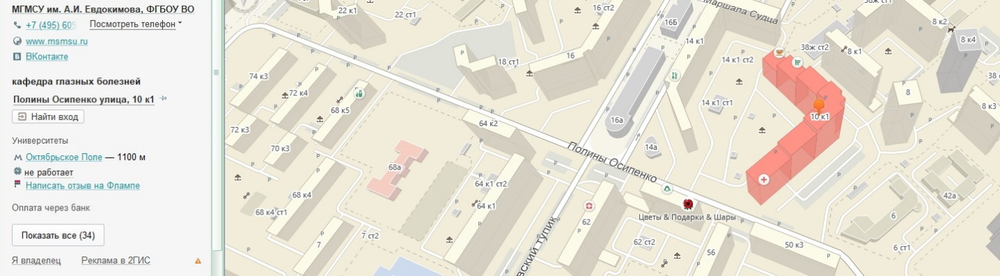 МГМСУ им. А.И. Евдокимова, ФГБОУ ВО
+7 (495) 609
Посмотреть телефон
www.msmsu.ru
ВКонтакте
кафедра глазных болезней
Полины Осипенко улица, 10 к1
Найти вход
Университеты
Октябрьское Поле — 1100 м
не работает
Написать отзыв на Флампе
Оплата через банк
Показать все (34)
Я владелец
Реклама в 2ГИС
22 к1
22 ст1
16 ст2
16Б
Маршала Судца
38ж ст1
8 к2
8 к4
14 к1
38ж ст2
8 к1
16
18 ст1
14 к1 ст2
74 к3
38
72 к4
68 к5
8
14 к1 ст1
8 к3
64 к2
16а
10 к1
72 к3
70 к3
14а
Полины Осипенко
68а
64 к1 ст2
68 к4
42а
64 к1
68 к4 ст1
Цветы & Подарки & Шары
62
6
7 ст2
7
вский тупик
62 ст2
56
50 к3
6 ст1